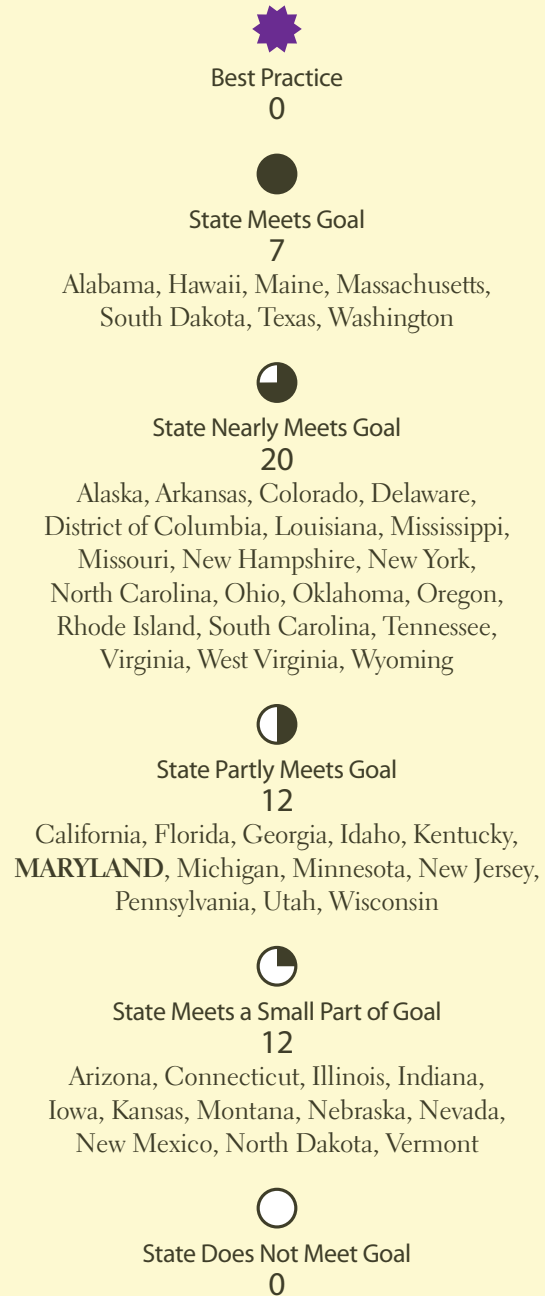 Best Practice
0
State Meets Goal
7
Alabama, Hawaii, Maine, Massachusetts,
South Dakota, Texas, Washington
State Nearly Meets Goal
20
Alaska, Arkansas, Colorado, Delaware,
District of Columbia, Louisiana, Mississippi,
Missouri, New Hampshire, New York,
North Carolina, Ohio, Oklahoma, Oregon,
Rhode Island, South Carolina, Tennessee,
Virginia, West Virginia, Wyoming
State Partly Meets Goal
12
California, Florida, Georgia, Idaho, Kentucky,
MARYLAND, Michigan, Minnesota, New Jersey,
Pennsylvania, Utah, Wisconsin
State Meets a Small Part of Goal
12
Arizona, Connecticut, Illinois, Indiana,
Iowa, Kansas, Montana, Nebraska, Nevada,
New Mexico, North Dakota, Vermont
State Does Not Meet Goal
0